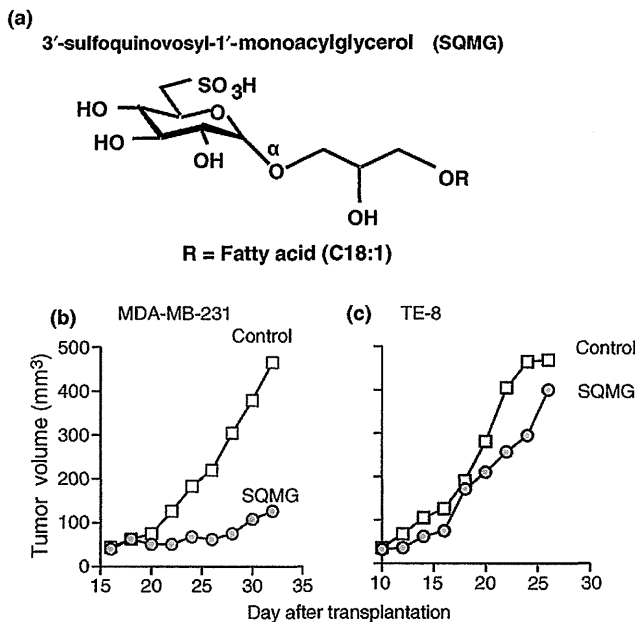 (a)
3′-sulfoquinovosyl-1′-monoacylglycerol (SQMG)
SO3H
HO
O
HO
α
OH
O
OR
OH
R = Fatty acid (C18:1)
(b) MDA-MB-231
(c) TE-8
Control
Control
500
SQMG
400
300
200
SQMG
100
0
Tumor volume (mm3)
15 20 25 30 35
10 15 20 25 30
Day after transplantation